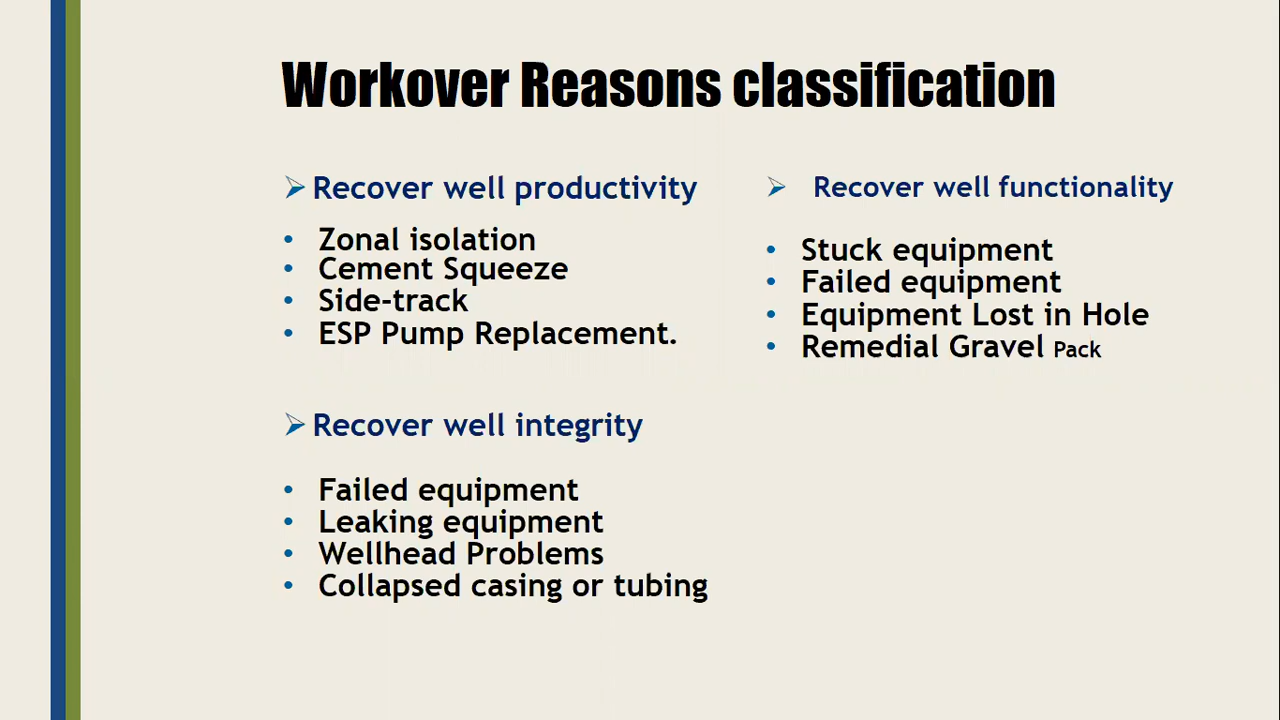 Workover Reasons classification
➢ Recover well productivity
• Zonal isolation
• Cement Squeeze
• Side-track
• ESP Pump Replacement.
➢ Recover well functionality
• Stuck equipment
• Failed equipment
• Equipment Lost in Hole
• Remedial Gravel Pack
➢ Recover well integrity
• Failed equipment
• Leaking equipment
• Wellhead Problems
• Collapsed casing or tubing